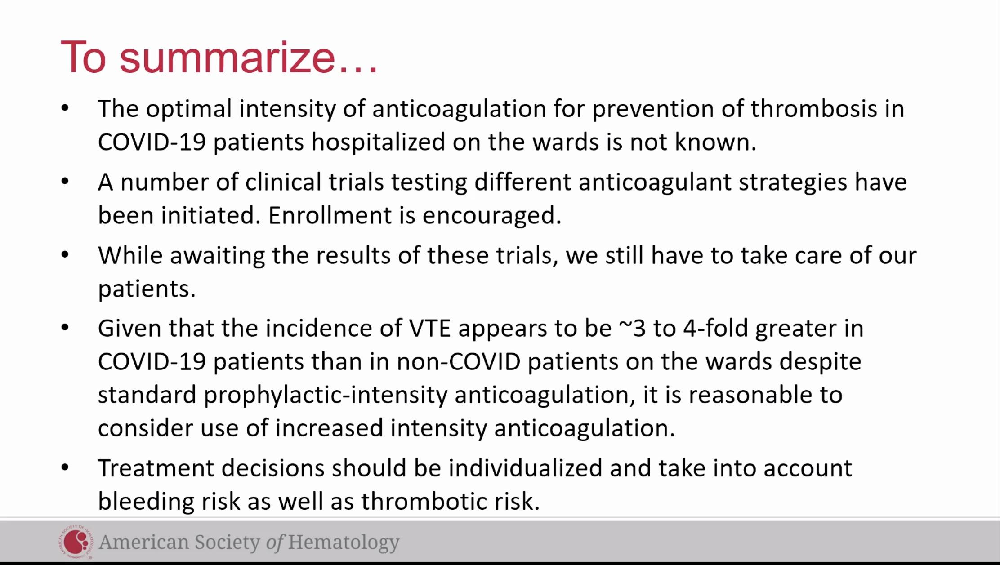 To summarize…
• The optimal intensity of anticoagulation for prevention of thrombosis in
COVID-19 patients hospitalized on the wards is not known.
• A number of clinical trials testing different anticoagulant strategies have
been initiated. Enrollment is encouraged.
• While awaiting the results of these trials, we still have to take care of our
patients.
• Given that the incidence of VTE appears to be ~3 to 4-fold greater in
COVID-19 patients than in non-COVID patients on the wards despite
standard prophylactic-intensity anticoagulation, it is reasonable to
consider use of increased intensity anticoagulation.
• Treatment decisions should be individualized and take into account
bleeding risk as well as thrombotic risk.
AMERICAN SOCIETY OF HEMATOLOGY
®
American Society of Hematology